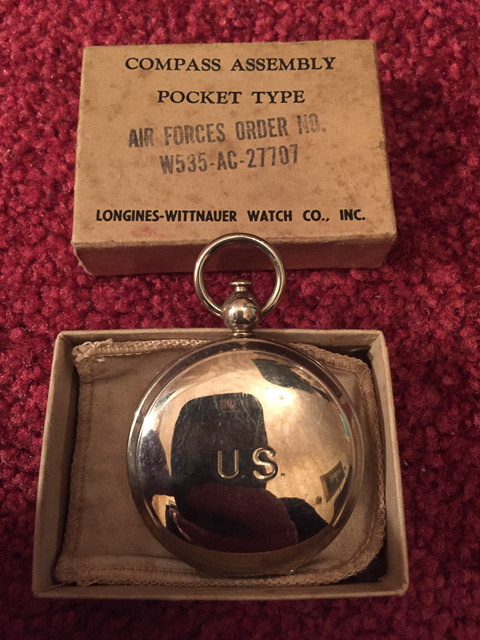 COMPASS ASSEMBLY
POCKET TYPE
AIR FORCES ORDER NO.
W535-AC-27707
LONGINES-WITTNAUER WATCH CO., INC.
U.S.